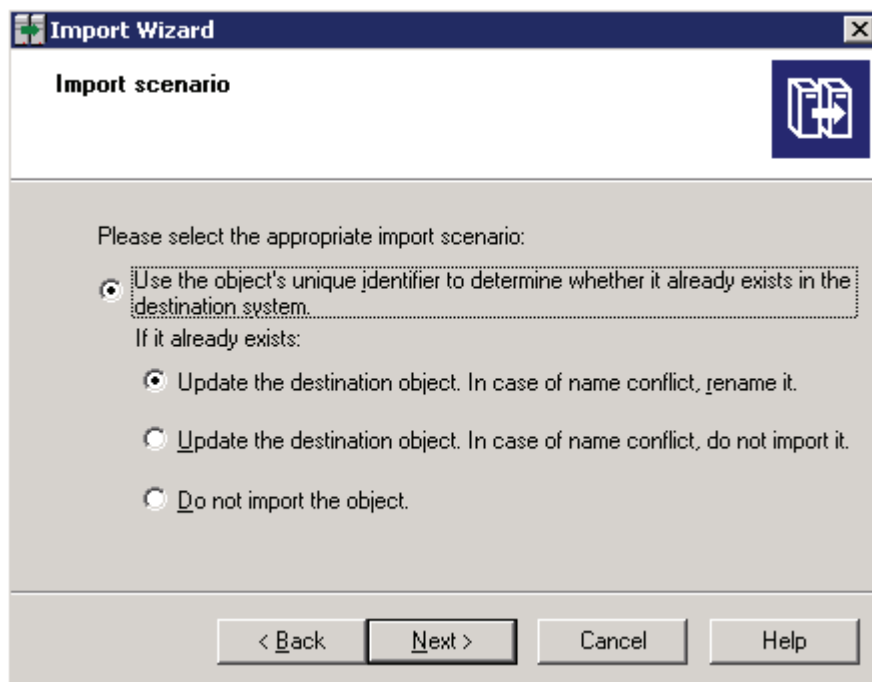 Import Wizard
Import scenario
Please select the appropriate import scenario:
Use the object's unique identifier to determine whether it already exists in the
destination system.
If it already exists:
Update the destination object. In case of name conflict, rename it.
Update the destination object. In case of name conflict, do not import it.
Do not import the object.
< Back
Next >
Cancel
Help